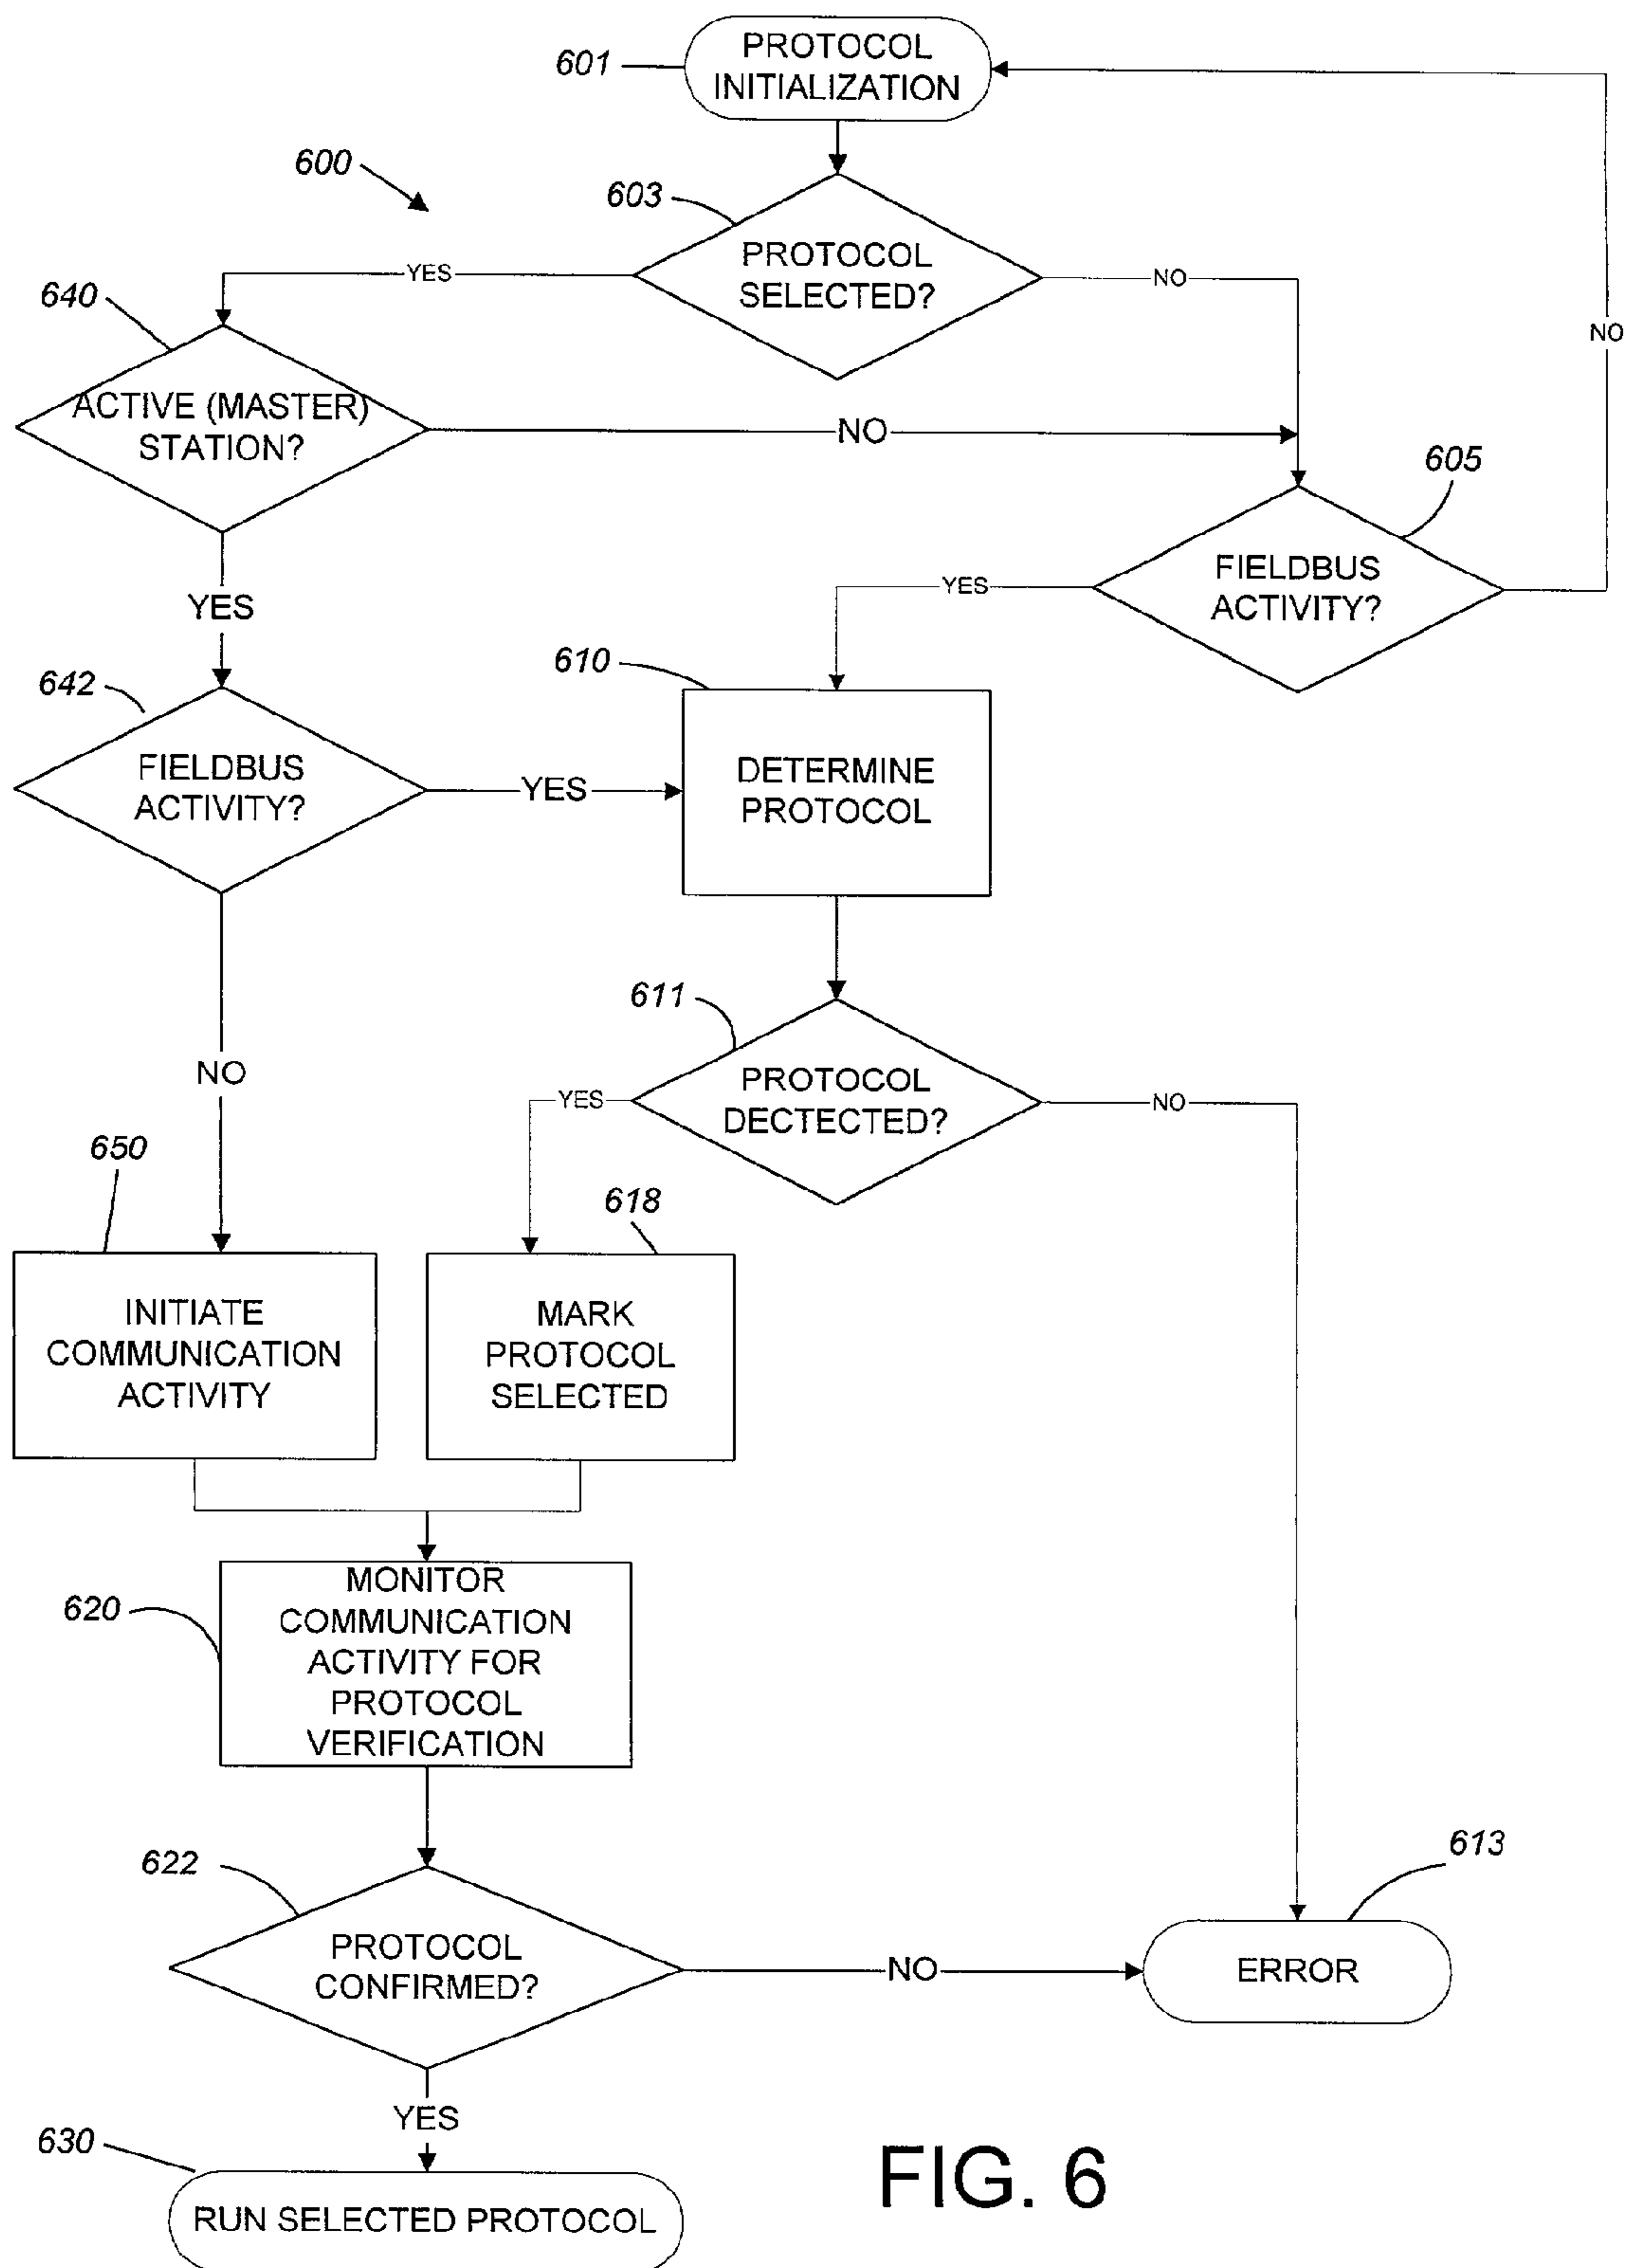 601
PROTOCOL
INITIALIZATION
600
603
PROTOCOL
SELECTED?
YES
NO
NO
640
ACTIVE (MASTER)
STATION?
NO
605
FIELDBUS
ACTIVITY?
YES
YES
610
642
FIELDBUS
ACTIVITY?
YES
DETERMINE
PROTOCOL
611
PROTOCOL
DECTECTED?
YES
NO
NO
650
618
INITIATE
COMMUNICATION
ACTIVITY
MARK
PROTOCOL
SELECTED
620
MONITOR
COMMUNICATION
ACTIVITY FOR
PROTOCOL
VERIFICATION
622
613
PROTOCOL
CONFIRMED?
NO
ERROR
YES
630
RUN SELECTED PROTOCOL
FIG. 6